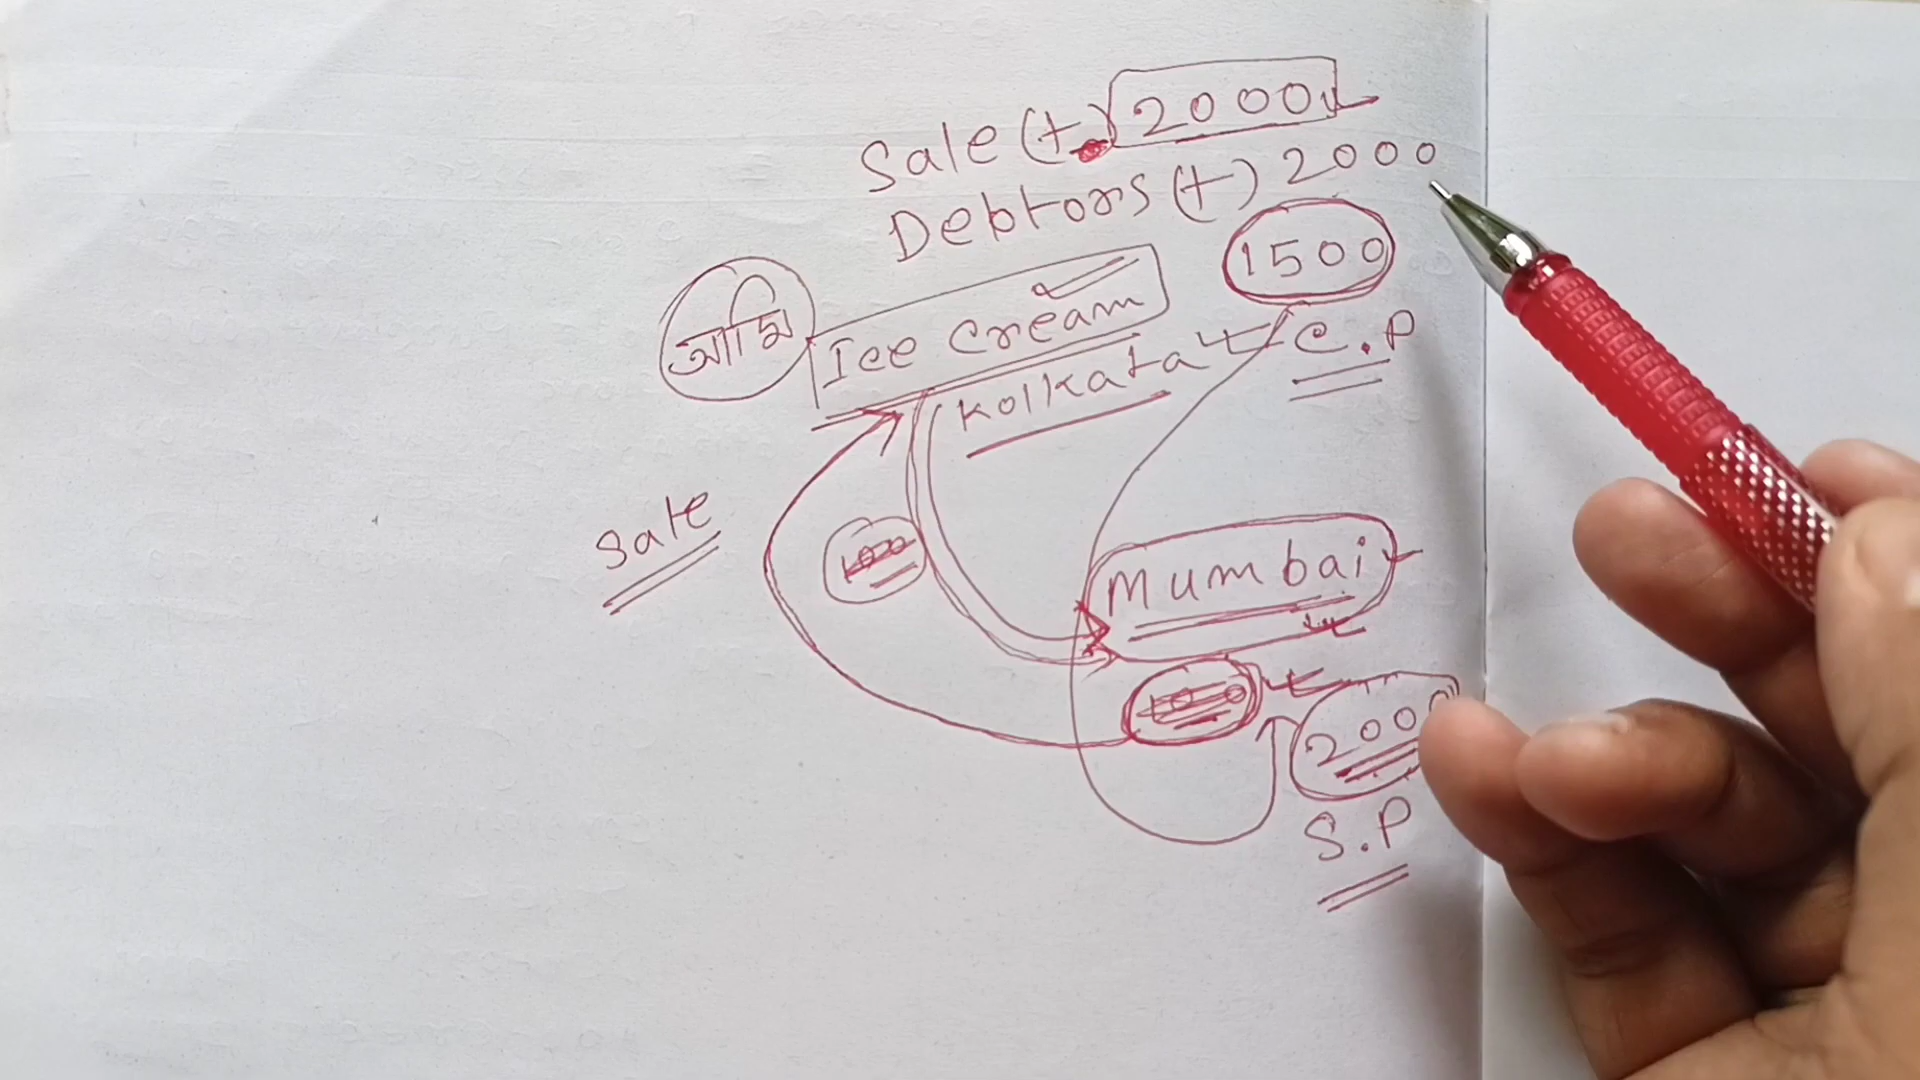 Sale (+) 2000
Debtors (+) 2000
1500
আমি
Ice Cream
Kolkata
C.P
Sale
Mumbai
2000
S.P